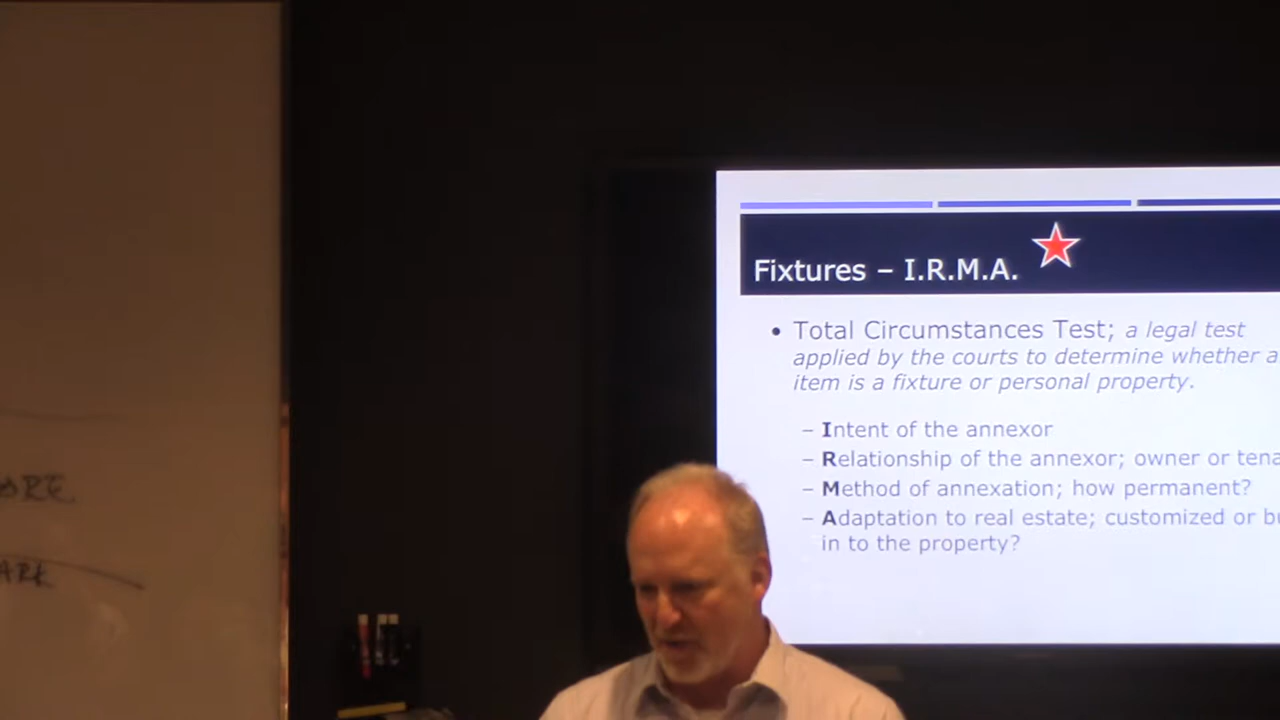 Fixtures – I.R.M.A.
• Total Circumstances Test; a legal test
applied by the courts to determine whether a
item is a fixture or personal property.
– Intent of the annexor
– Relationship of the annexor; owner or tena
– Method of annexation; how permanent?
– Adaptation to real estate; customized or bu
in to the property?